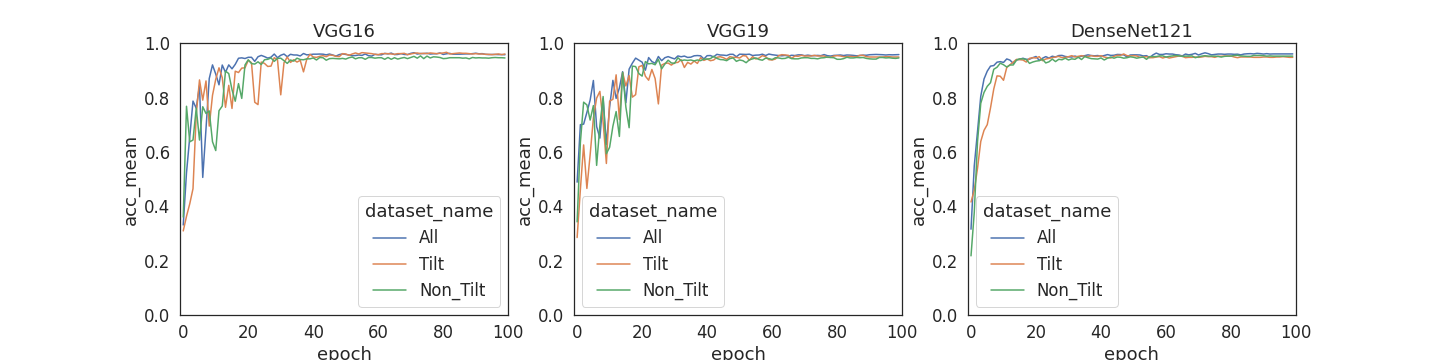 VGG16
1.0
0.8
0.6
0.4
0.2
0.0
acc_mean
dataset_name
All
Tilt
Non_Tilt
0
20
40
60
80
100
epoch
VGG19
1.0
0.8
0.6
0.4
0.2
0.0
acc_mean
dataset_name
All
Tilt
Non_Tilt
0
20
40
60
80
100
epoch
DenseNet121
1.0
0.8
0.6
0.4
0.2
0.0
acc_mean
dataset_name
All
Tilt
Non_Tilt
0
20
40
60
80
100
epoch